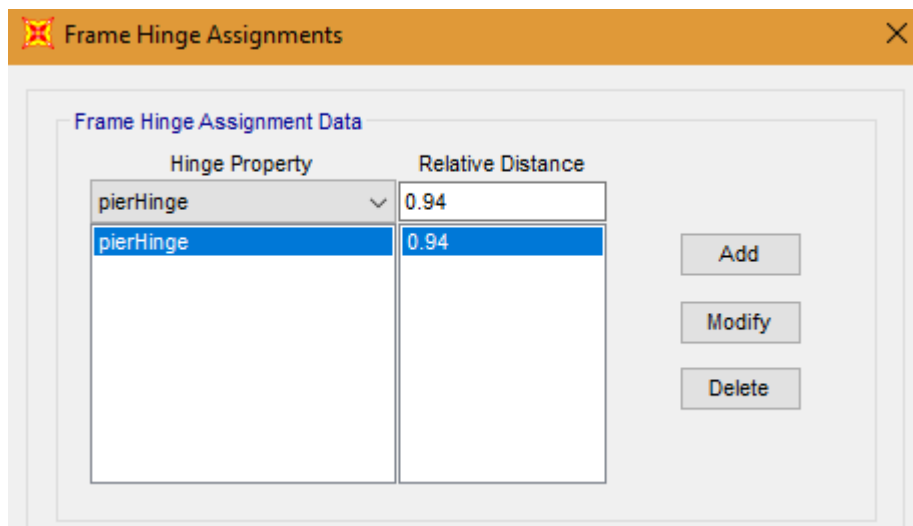 Frame Hinge Assignments
Frame Hinge Assignment Data
Hinge Property Relative Distance
pierHinge 0.94
pierHinge 0.94
Add
Modify
Delete